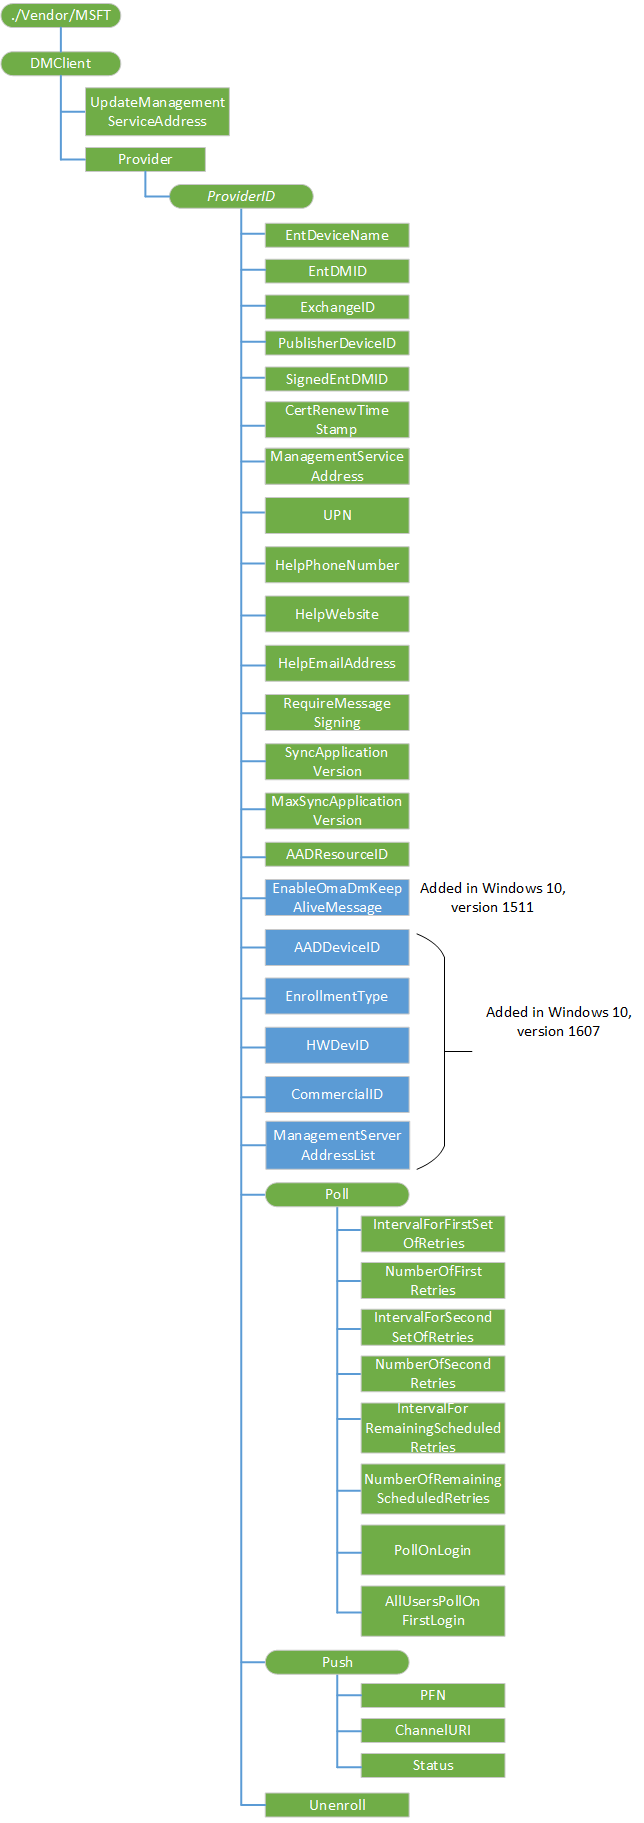 ./Vendor/MSFT
DMClient
UpdateManagement
ServiceAddress
Provider
ProviderID
EntDeviceName
EntDMID
ExchangeID
PublisherDeviceID
SignedEntDMID
CertRenewTime
Stamp
ManagementService
Address
UPN
HelpPhoneNumber
HelpWebsite
HelpEmailAddress
RequireMessage
Signing
SyncApplication
Version
MaxSyncApplication
Version
AADResourceID
EnableOmaDmKeep
AliveMessage
Added in Windows 10,
version 1511
AADDeviceID
EnrollmentType
HWDevID
CommercialID
ManagementServer
AddressList
Added in Windows 10,
version 1607
Poll
IntervalForFirstSet
OfRetries
NumberOfFirst
Retries
IntervalForSecond
SetOfRetries
NumberOfSecond
Retries
IntervalFor
RemainingScheduled
Retries
NumberOfRemaining
ScheduledRetries
PollOnLogin
AllUsersPollOn
FirstLogin
Push
PFN
ChannelURI
Status
Unenroll